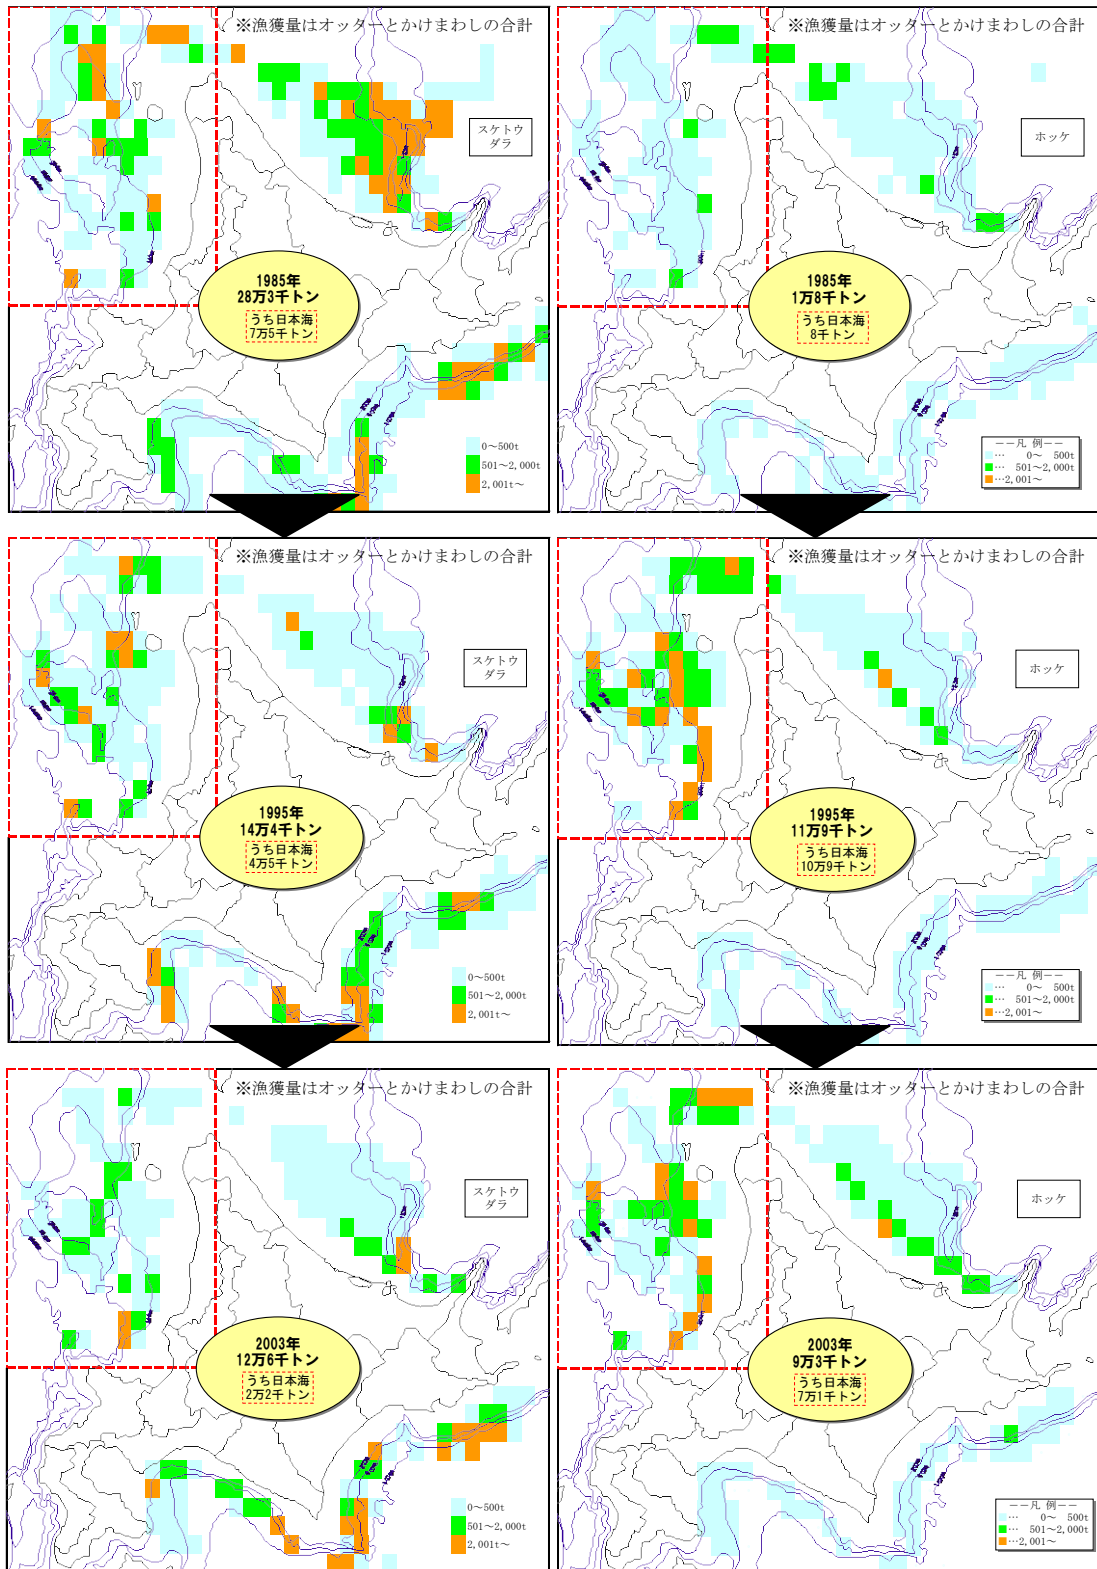 ※漁獲量はオッターとかけまわしの合計
スケトウ
ダラ
1985年
28万3千トン
うち日本海
7万5千トン
0～500t
501～2,000t
2,001t～
※漁獲量はオッターとかけまわしの合計
ホッケ
1985年
1万8千トン
うち日本海
8千トン
－－凡 例－－
… 0～ 500t
… 501～2,000t
…2,001～
※漁獲量はオッターとかけまわしの合計
スケトウ
ダラ
1995年
14万4千トン
うち日本海
4万5千トン
0～500t
501～2,000t
2,001t～
※漁獲量はオッターとかけまわしの合計
ホッケ
1995年
11万9千トン
うち日本海
10万9千トン
－－凡 例－－
… 0～ 500t
… 501～2,000t
…2,001～
※漁獲量はオッターとかけまわしの合計
スケトウ
ダラ
2003年
12万6千トン
うち日本海
2万2千トン
0～500t
501～2,000t
2,001t～
※漁獲量はオッターとかけまわしの合計
ホッケ
2003年
9万3千トン
うち日本海
7万1千トン
－－凡 例－－
… 0～ 500t
… 501～2,000t
…2,001～